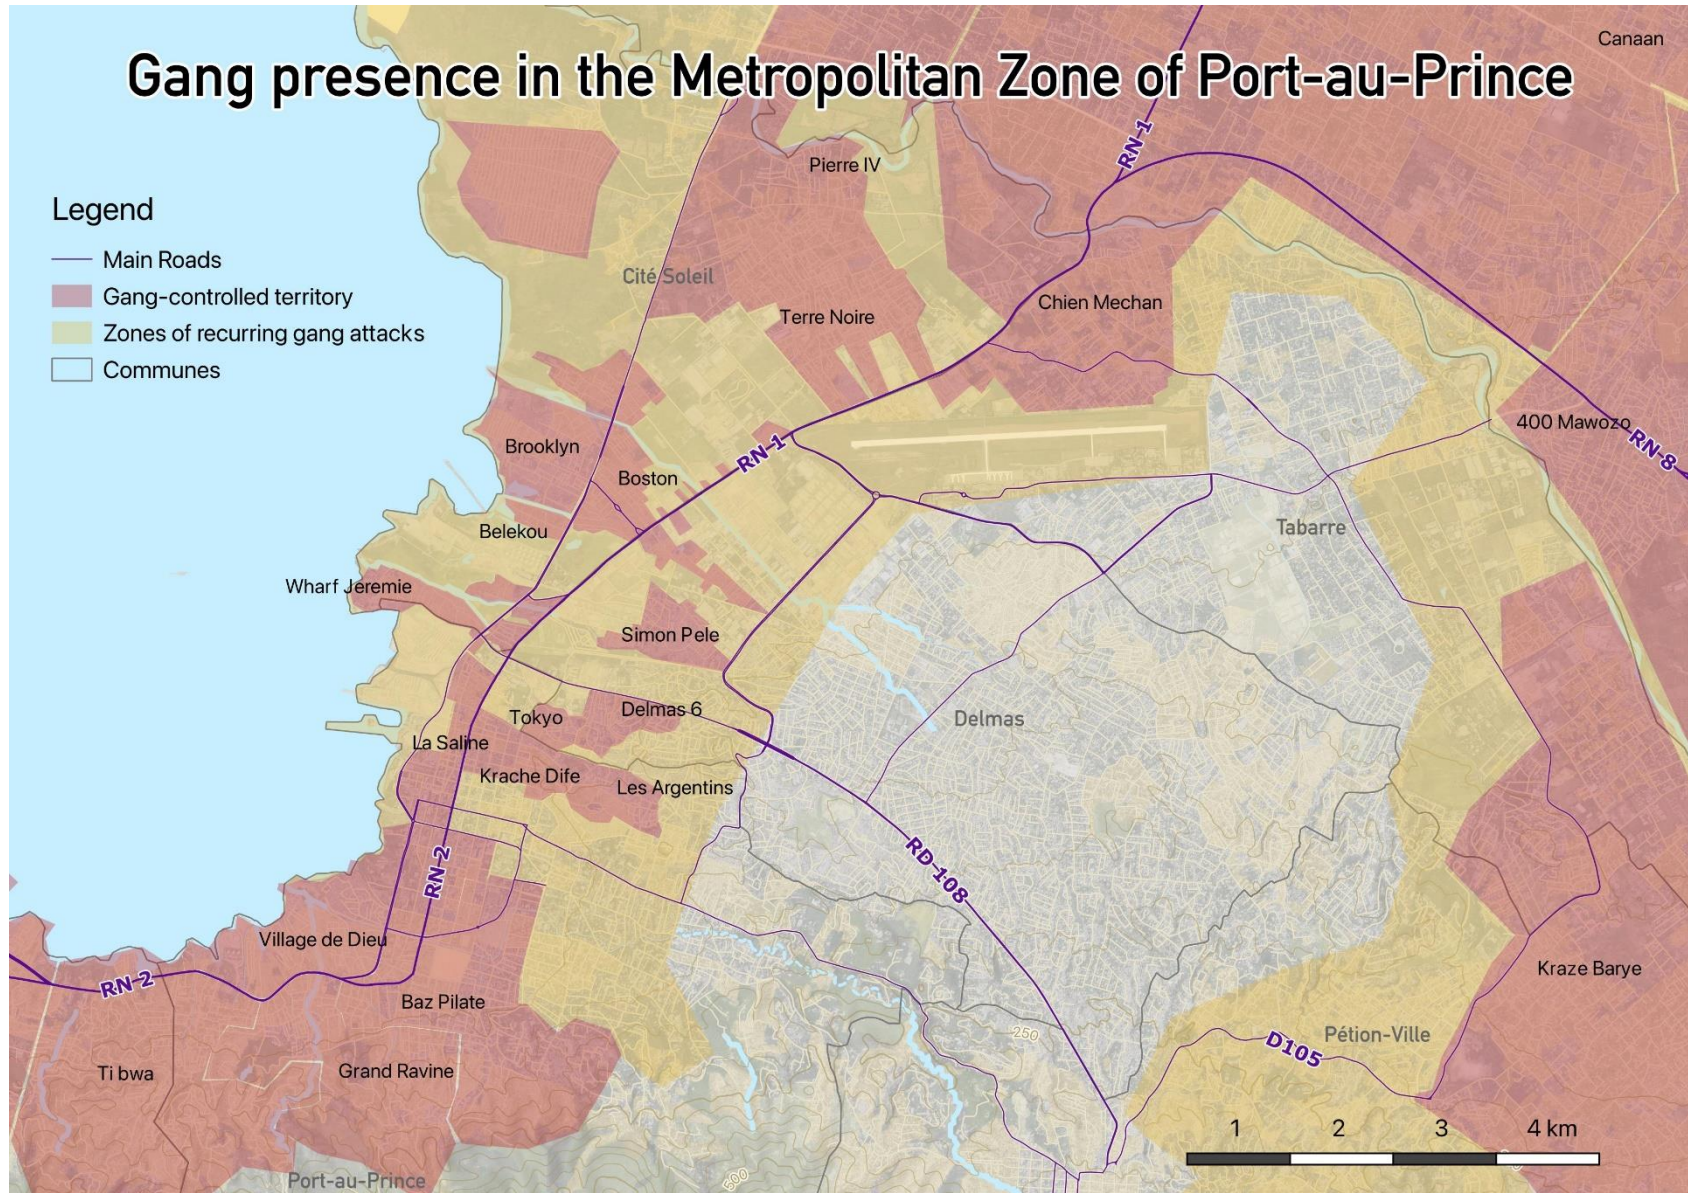 Gang presence in the Metropolitan Zone of Port-au-Prince
Canaan
RN-1
Pierre IV
Legend
Main Roads
Gang-controlled territory
Zones of recurring gang attacks
Communes
Cité Soleil
Terre Noire
Chien Mechan
400 Mawozo
RN-8
Brooklyn
RN-1
Boston
Belekou
Tabarre
Wharf Jeremie
Simon Pele
Delmas 6
Tokyo
Delmas
La Saline
Krache Dife
Les Argentins
RN-2
RD-108
Village de Dieu
Kraze Barye
RN-2
Baz Pilate
250
Pétion-Ville
D105
Ti bwa
Grand Ravine
1 2 3 4 km
Port-au-Prince
500